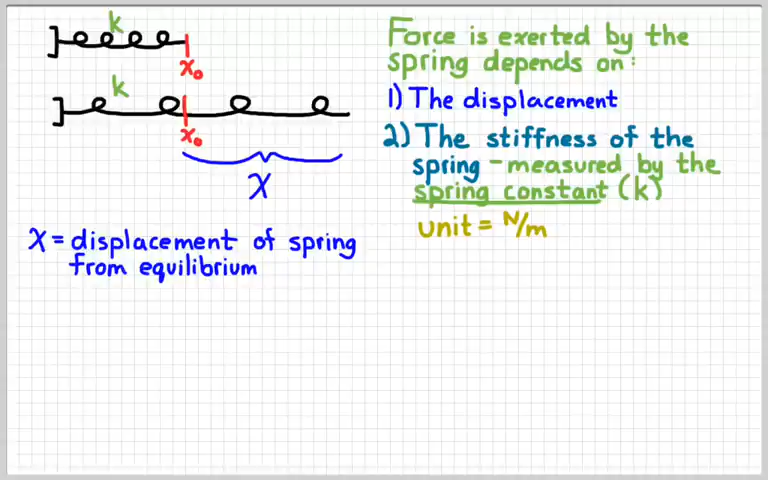 k
x₀
k
x₀
x
x = displacement of spring
from equilibrium
Force is exerted by the
spring depends on:
1) The displacement
2) The stiffness of the
spring - measured by the
spring constant (k)
unit = N/m